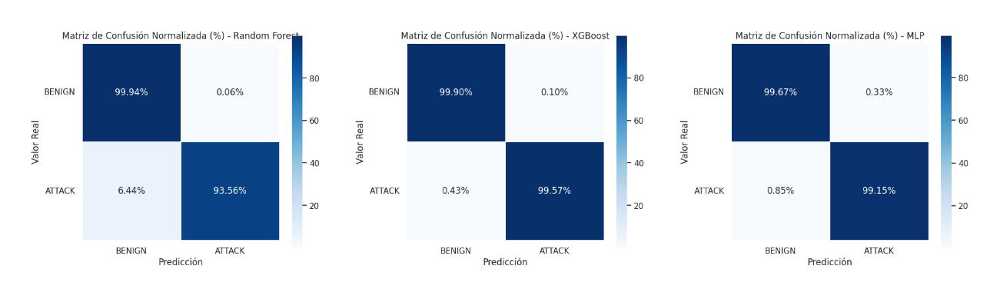 Matriz de Confusión Normalizada (%) - Random Forest
BENIGN
99.94%
0.06%
ATTACK
6.44%
93.56%
BENIGN
ATTACK
Predicción
Valor Real
80
60
40
20
Matriz de Confusión Normalizada (%) - XGBoost
BENIGN
99.90%
0.10%
ATTACK
0.43%
99.57%
BENIGN
ATTACK
Predicción
Valor Real
80
60
40
20
Matriz de Confusión Normalizada (%) - MLP
BENIGN
99.67%
0.33%
ATTACK
0.85%
99.15%
BENIGN
ATTACK
Predicción
Valor Real
80
60
40
20